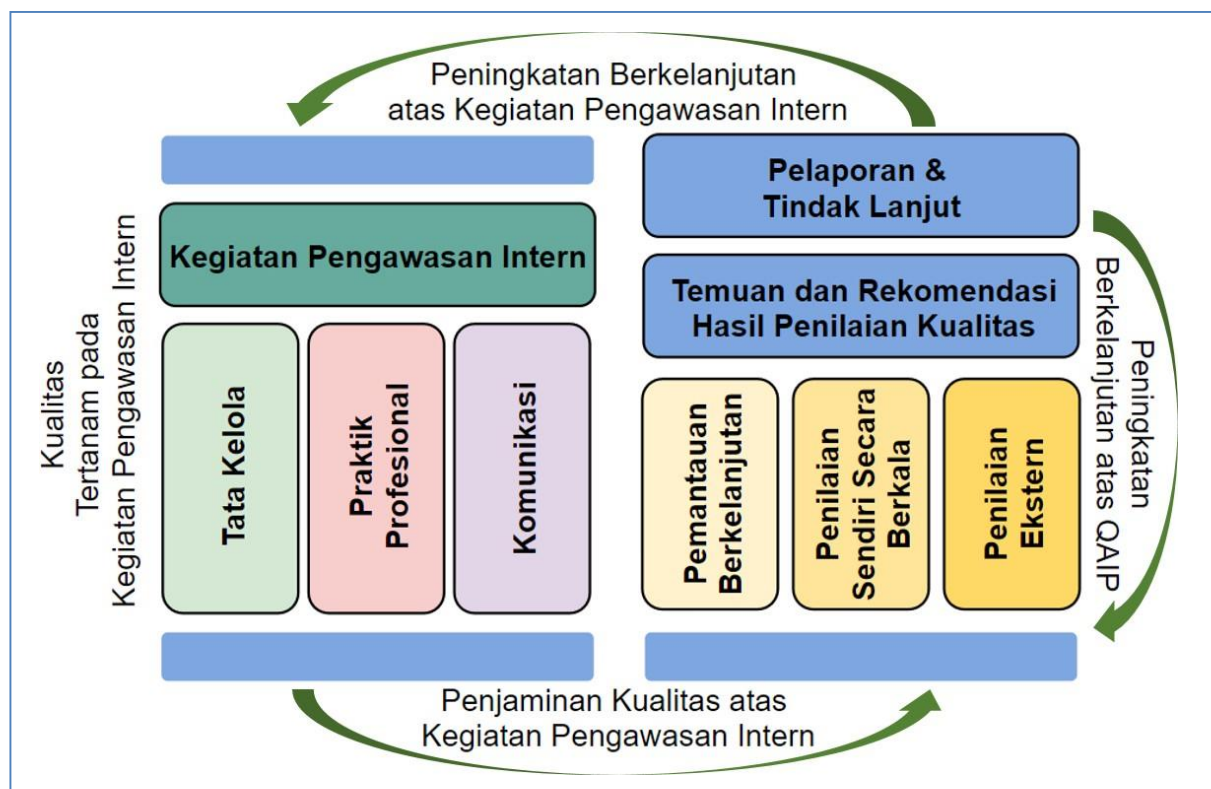 Peningkatan Berkelanjutan
atas Kegiatan Pengawasan Intern
Kualitas
Tertanam pada
Kegiatan Pengawasan Intern
Kegiatan Pengawasan Intern
Tata Kelola
Praktik
Profesional
Komunikasi
Pelaporan &
Tindak Lanjut
Temuan dan Rekomendasi
Hasil Penilaian Kualitas
Pemantauan
Berkelanjutan
Penilaian
Sendiri Secara
Berkala
Penilaian
Ekstern
Peningkatan
Berkelanjutan atas QAIP
Penjaminan Kualitas atas
Kegiatan Pengawasan Intern